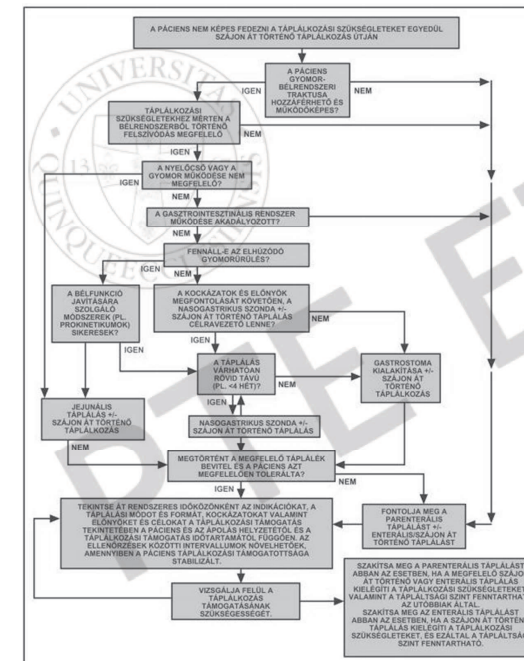 A PÁCIENS NEM KÉPES FEDEZNI A TÁPLÁLKOZÁSI SZÜKSÉGLETEKET EGYEDÜL
SZÁJON ÁT TÖRTÉNŐ TÁPLÁLKOZÁS ÚTJÁN
A PÁCIENS
GYOMOR-
BÉLRENDSZERI
TRAKTUSA
HOZZÁFÉRHETŐ ÉS
MŰKÖDŐKÉPES?
IGEN
NEM
TÁPLÁLKOZÁSI
SZÜKSÉGLETEKHEZ MÉRTEN A
BÉLRENDSZERBŐL TÖRTÉNŐ
FELSZÍVÓDÁS MEGFELELŐ
NEM
IGEN
A NYELŐCSŐ VAGY A
GYOMOR MŰKÖDÉSE NEM
MEGFELELŐ?
IGEN
NEM
A GASZTROINTESZTINÁLIS RENDSZER
MŰKÖDÉSE AKADÁLYOZOTT?
NEM
FENNÁLL-E AZ ELHÚZÓDÓ
GYOMORÜRÜLÉS?
IGEN
NEM
A BÉLFUNKCIÓ
JAVÍTÁSÁRA
SZOLGÁLÓ
MÓDSZEREK (PL.
PROKINETIKUMOK)
SIKERESEK?
A KOCKÁZATOK ÉS ELŐNYÖK
MEGFONTOLÁSÁT KÖVETŐEN, A
NASOGASTRIKUS SZONDA +/-
SZÁJON ÁT TÖRTÉNŐ TÁPLÁLÁS
CÉLRAVEZETŐ LENNE?
NEM
IGEN
IGEN
A TÁPLÁLÁS
VÁRHATÓAN
RÖVID TÁVÚ
(PL. <4 HÉT)?
NEM
IGEN
GASTROSTOMA
KIALAKÍTÁSA +/-
SZÁJON ÁT
TÖRTÉNŐ
TÁPLÁLKOZÁS
JEJUNÁLIS
TÁPLÁLÁS +/-
SZÁJON ÁT TÖRTÉNŐ
TÁPLÁLKOZÁS
NASOGASTRIKUS SZONDA +/-
SZÁJON ÁT TÖRTÉNŐ TÁPLÁLÁS
NEM
MEGTÖRTÉNT A MEGFELELŐ TÁPLÁLÉK
BEVITEL ÉS A PÁCIENS AZT
MEGFELELŐEN TOLERÁLTA?
IGEN
NEM
TEKINTSE ÁT RENDSZERES IDŐKÖZÖNKÉNT AZ INDIKÁCIÓKAT, A
TÁPLÁLÁSI MÓDOT ÉS FORMÁT, KOCKÁZATOKAT VALAMINT
ELŐNYÖKET ÉS CÉLOKAT A TÁPLÁLKOZÁSI TÁMOGATÁS
TEKINTETÉBEN A PÁCIENS ÉS AZ ÁPOLÁS HELYZETÉTŐL ÉS A
TÁPLÁLKOZÁSI TÁMOGATÁS IDŐTARTAMÁTÓL FÜGGŐEN. AZ
ELLENŐRZÉSEK KÖZÖTTI INTERVALLUMOK NÖVELHETŐEK,
AMENNYIBEN A PÁCIENS TÁPLÁLKOZÁSI TÁMOGATOTTSÁGA
STABILIZÁLT.
FONTOLJA MEG A
PARENTERÁLIS
TÁPLÁLÁST +/-
ENTERÁLIS/SZÁJON ÁT
TÖRTÉNŐ TÁPLÁLÁST
VIZSGÁLJA FELÜL A
TÁPLÁLKOZÁS
TÁMOGATÁSÁNAK
SZÜKSÉGESSÉGÉT.
SZAKÍTSA MEG A PARENTERÁLIS TÁPLÁLÁST
ABBAN AZ ESETBEN, HA A MEGFELELŐ SZÁJON
ÁT TÖRTÉNŐ VAGY ENTERÁLIS TÁPLÁLÁS
KIELÉGÍTI A TÁPLÁLKOZÁSI SZÜKSÉGLETEKET
VALAMINT A TÁPLÁLTSÁGI SZINT FENNTARTHATÓ
AZ UTÓBBIAK ÁLTAL.
SZAKÍTSA MEG AZ ENTERÁLIS TÁPLÁLÁST
ABBAN AZ ESETBEN, HA A SZÁJON ÁT TÖRTÉNŐ
TÁPLÁLÁS KIELÉGÍTI A TÁPLÁLKOZÁSI
SZÜKSÉGLETEKET, ÉS EZÁLTAL A TÁPLÁLTSÁGI
SZINT FENNTARTHATÓ.
PTE